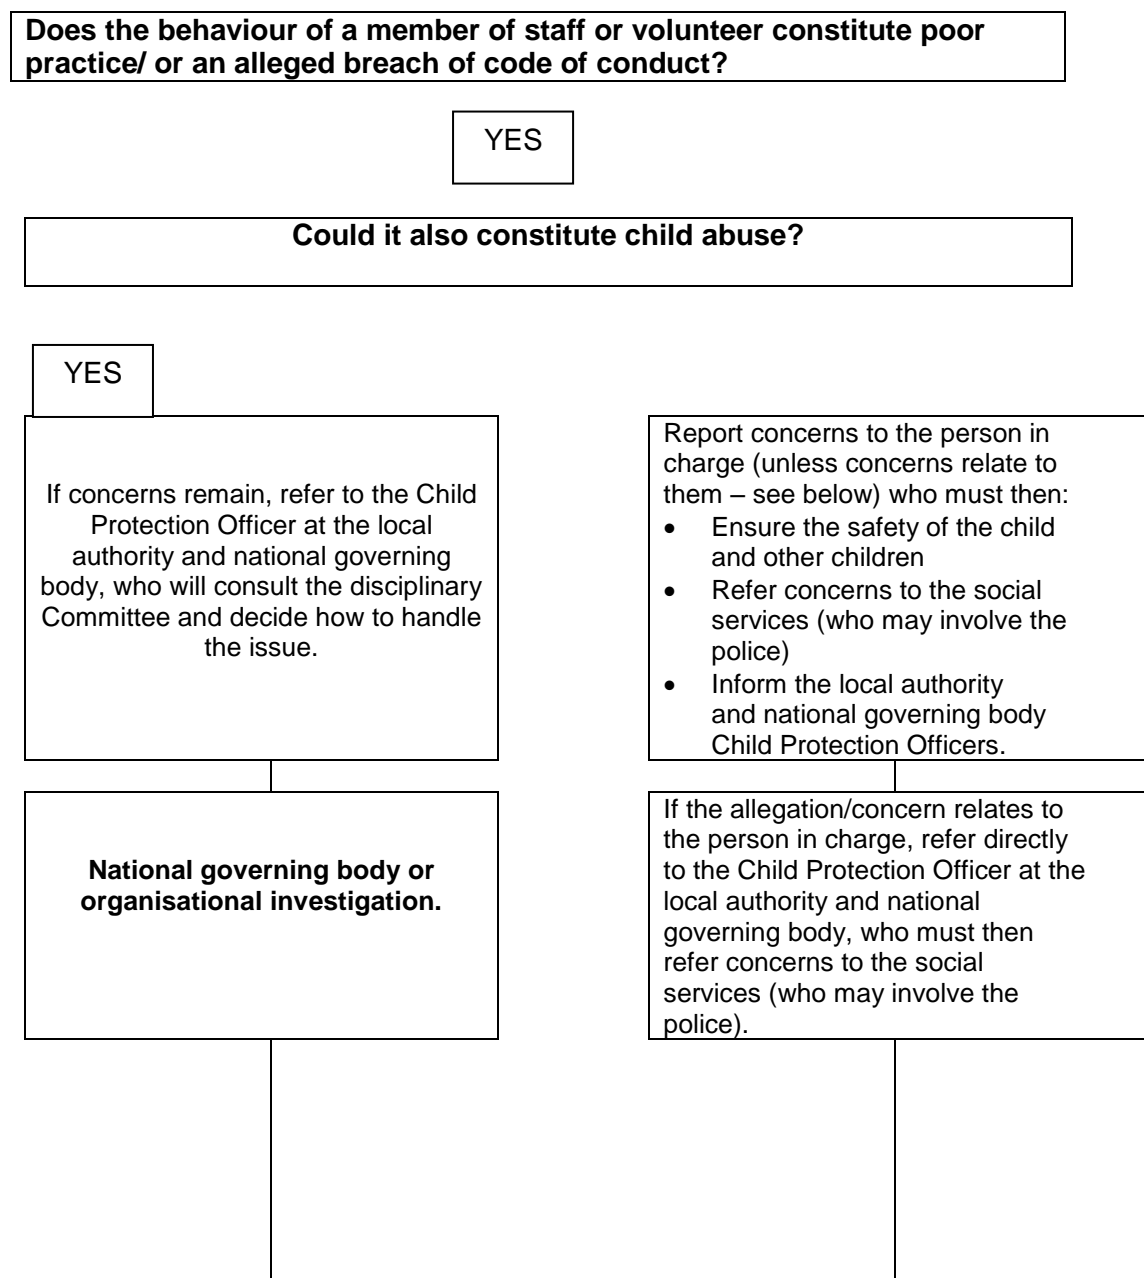 Does the behaviour of a member of staff or volunteer constitute poor
practice/ or an alleged breach of code of conduct?
YES
Could it also constitute child abuse?
YES
If concerns remain, refer to the Child
Protection Officer at the local
authority and national governing
body, who will consult the disciplinary
Committee and decide how to handle
the issue.
Report concerns to the person in
charge (unless concerns relate to
them – see below) who must then:
• Ensure the safety of the child
and other children
• Refer concerns to the social
services (who may involve the
police)
• Inform the local authority
and national governing body
Child Protection Officers.
National governing body or
organisational investigation.
If the allegation/concern relates to
the person in charge, refer directly
to the Child Protection Officer at the
local authority and national
governing body, who must then
refer concerns to the social
services (who may involve the
police).